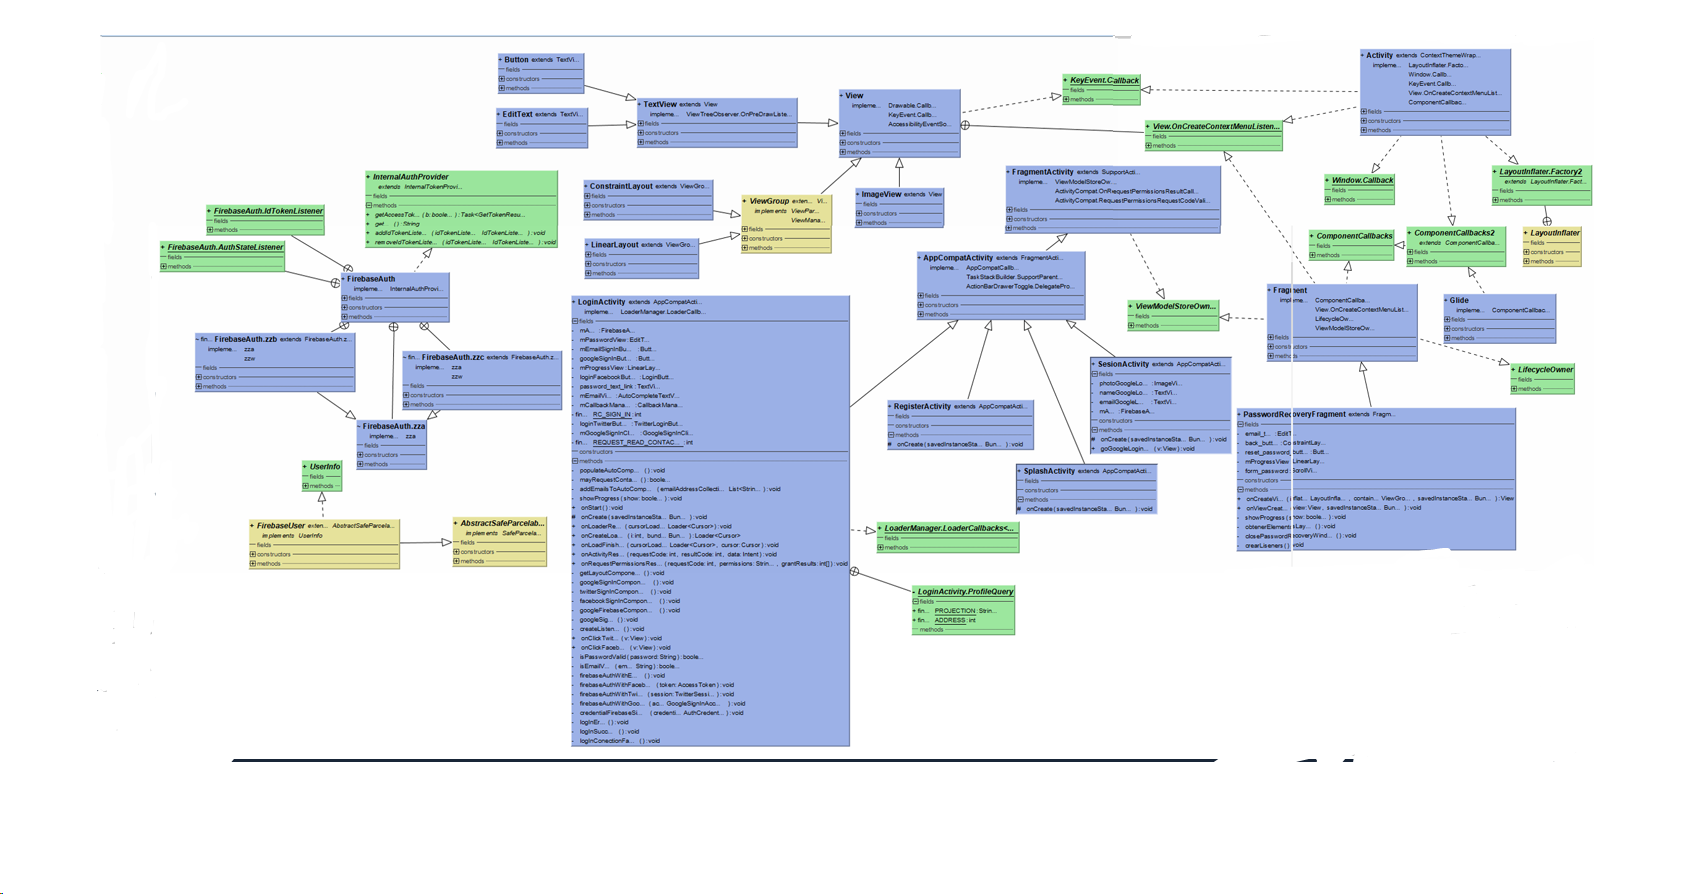 + Button extends TextVi...
fields
constructors
methods
+ EditText extends TextVi...
fields
constructors
methods
+ TextView extends View
impleme... ViewTreeObserver.OnPreDrawListe...
fields
constructors
methods
+ View
impleme... Drawable.Callb...
KeyEvent.Callb...
AccessibilityEventSo...
fields
constructors
methods
+ KeyEvent.Callback
fields
methods
+ View.OnCreateContextMenuListen...
fields
methods
+ Activity extends ContextThemeWrap...
impleme... LayoutInflater.Facto...
Window.Callb...
KeyEvent.Callb...
View.OnCreateContextMenuList...
ComponentCallbac...
fields
constructors
methods
+ InternalAuthProvider
extends InternalTokenProvi...
fields
methods
+ getAccessTok... ( b: boole... ): Task<GetTokenResu...
+ get... ( ): String
+ addIdTokenListe... ( idTokenListe... IdTokenListe... ): void
+ removeIdTokenListe... ( idTokenListe... IdTokenListe... ): void
+ FirebaseAuth.IdTokenListener
fields
methods
+ FirebaseAuth.AuthStateListener
fields
methods
+ FirebaseAuth
impleme... InternalAuthProvi...
fields
constructors
methods
~ fin... FirebaseAuth.zzb extends FirebaseAuth.z...
impleme... zza
zzw
fields
constructors
methods
~ fin... FirebaseAuth.zzc extends FirebaseAuth.z...
impleme... zza
zzw
fields
constructors
methods
~ FirebaseAuth.zza
impleme... zza
fields
constructors
methods
+ UserInfo
fields
methods
+ FirebaseUser exten... AbstractSafeParcela...
implements UserInfo
fields
constructors
methods
+ AbstractSafeParcelab...
implements SafeParcela...
fields
constructors
methods
+ ConstraintLayout extends ViewGro...
fields
constructors
methods
+ LinearLayout extends ViewGro...
fields
constructors
methods
+ ViewGroup exten... Vi...
implements ViewPar...
ViewMana...
fields
constructors
methods
+ ImageView extends View
fields
constructors
methods
+ FragmentActivity extends SupportActi...
impleme... ViewModelStoreOw...
ActivityCompat.OnRequestPermissionsResultCall...
ActivityCompat.RequestPermissionsRequestCodeVali...
fields
constructors
methods
+ AppCompatActivity extends FragmentActi...
impleme... AppCompatCallb...
TaskStackBuilder.SupportParent...
ActionBarDrawerToggle.DelegatePro...
fields
constructors
methods
+ Window.Callback
fields
methods
+ LayoutInflater.Factory2
extends LayoutInflater.Fact...
fields
methods
+ LayoutInflater
fields
constructors
methods
+ ComponentCallbacks
fields
methods
+ ComponentCallbacks2
extends ComponentCallba...
fields
methods
+ ViewModelStoreOwn...
fields
methods
+ Fragment
impleme... ComponentCallba...
View.OnCreateContextMenuList...
LifecycleOw...
ViewModelStoreOw...
fields
constructors
methods
+ Glide
impleme... ComponentCallbac...
fields
constructors
methods
+ LifecycleOwner
fields
methods
+ LoginActivity extends AppCompatActi...
impleme... LoaderManager.LoaderCallb...
fields
- mA... : FirebaseA...
- mPasswordView: EditT...
- mEmailSignInBu... : Butt...
- googleSignInBut... : Butt...
- mProgressView: LinearLay...
- loginFacebookBut... : LoginButt...
- password_text_link : TextVi...
- mEmailVi... : AutoCompleteTextV...
- mCallbackMana... : CallbackMana...
- fin... RC_SIGN_IN: int
- loginTwitterBut... : TwitterLoginBut...
- mGoogleSignInCl... : GoogleSignInCli...
- fin... REQUEST_READ_CONTAC... : int
constructors
methods
- populateAutoComp... ( ): void
- mayRequestConta... ( ): boole...
- addEmailsToAutoComp... ( emailAddressCollecti... List<Strin... ): void
- showProgress ( show: boole... ): void
+ onStart ( ): void
# onCreate ( savedInstanceSta... Bun... ): void
+ onLoaderRe... ( cursorLoad... Loader<Cursor> ): void
+ onCreateLoa... ( i: int, bund... Bun... ): Loader<Cursor>
+ onLoadFinish... ( cursorLoad... Loader<Cursor>, cursor: Cursor ): void
+ onActivityRes... ( requestCode: int, resultCode: int, data: Intent ): void
+ onRequestPermissionsRes... ( requestCode: int, permissions: Strin... , grantResults: int[] ): void
- getLayoutCompone... ( ): void
- googleSignInCompon... ( ): void
- twitterSignInCompon... ( ): void
- facebookSignInCompon... ( ): void
- googleFirebaseCompon... ( ): void
- googleSig... ( ): void
- createListen... ( ): void
+ onClickTwit... ( v: View ): void
+ onClickFaceb... ( v: View ): void
- isPasswordValid ( password: String ): boole...
- isEmailV... ( em... String ): boole...
- firebaseAuthWithE... ( ): void
- firebaseAuthWithFaceb... ( token: AccessToken ): void
- firebaseAuthWithTwi... ( session: TwitterSessi... ): void
- firebaseAuthWithGoo... ( ac... GoogleSignInAcc... ): void
- credentialFirebaseSi... ( credenti... AuthCredent... ): void
- logInEr... ( ): void
- logInSucc... ( ): void
- logInConectionFa... ( ): void
+ RegisterActivity extends AppCompatActi...
fields
constructors
methods
# onCreate ( savedInstanceSta... Bun... ): void
+ SesionActivity extends AppCompatActi...
fields
- photoGoogleLo... : ImageVi...
- nameGoogleLo... : TextVi...
- emailGoogleL... : TextVi...
- mA... : FirebaseA...
constructors
methods
# onCreate ( savedInstanceSta... Bun... ): void
+ goGoogleLogin... ( v: View ): void
+ SplashActivity extends AppCompatActi...
fields
constructors
methods
# onCreate ( savedInstanceSta... Bun... ): void
+ PasswordRecoveryFragment extends Fragm...
fields
- email_t... : EditT
- back_butt... : ConstraintLay...
- reset_password_butt... : Butt...
- mProgressView: LinearLay...
- form_password: ScrollVi...
constructors
methods
+ onCreateVi... ( inflat... LayoutInfla... , contain... ViewGro... , savedInstanceSta... Bun... ): View
+ onViewCreat... ( view: View , savedInstanceSta... Bun... ): void
- showProgress ( show: boole... ): void
- obtenerElementsLay... ( ): void
- closePasswordRecoveryWind... ( ): void
- crearListeners ( ): void
+ LoaderManager.LoaderCallbacks<...
fields
methods
- LoginActivity.ProfileQuery
fields
+ fin... PROJECTION: Strin...
+ fin... ADDRESS: int
methods